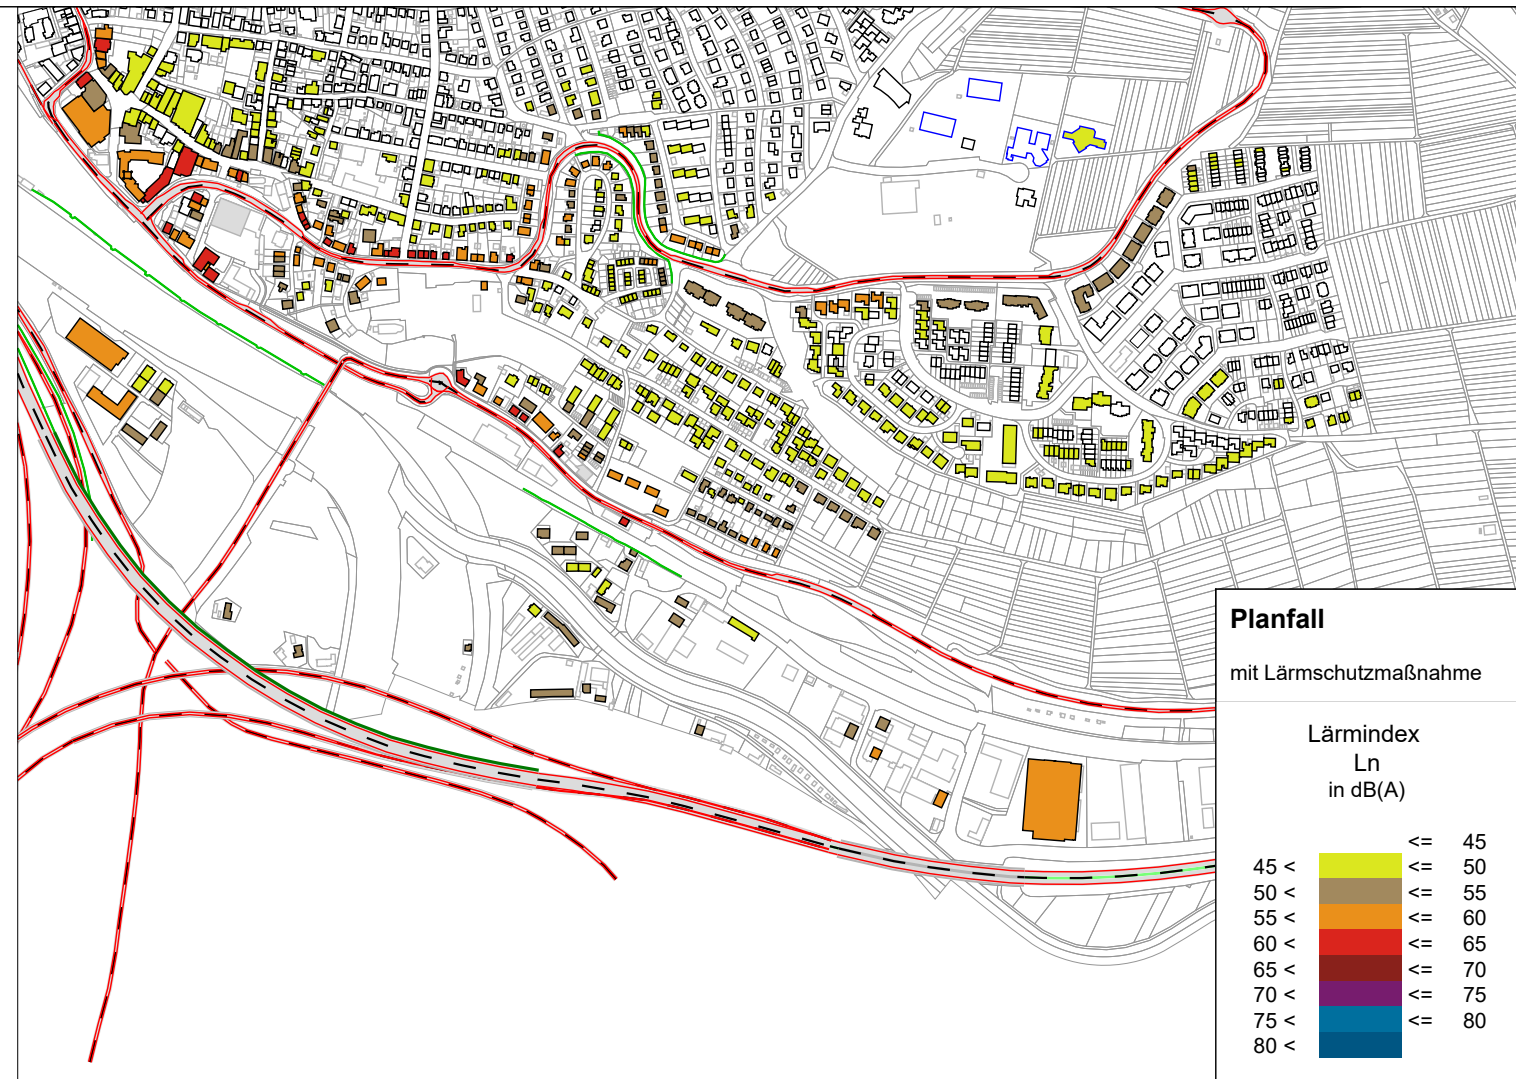 Planfall
mit Lärmschutzmaßnahme
Lärmindex
Ln
in dB(A)
<= 45
45 < <= 50
50 < <= 55
55 < <= 60
60 < <= 65
65 < <= 70
70 < <= 75
75 < <= 80
80 <